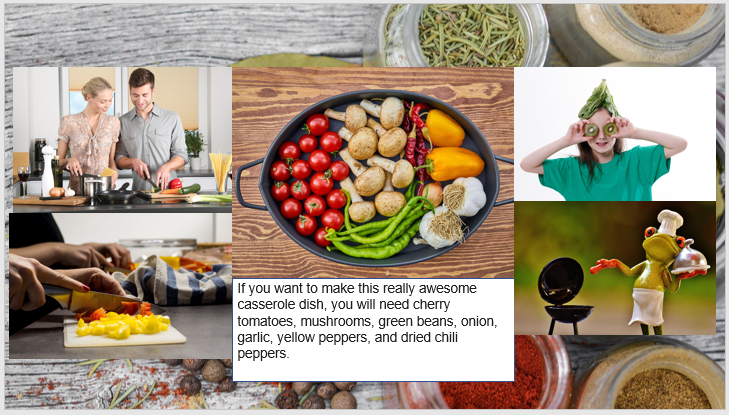 If you want to make this really awesome
casserole dish, you will need cherry
tomatoes, mushrooms, green beans, onion,
garlic, yellow peppers, and dried chili
peppers.